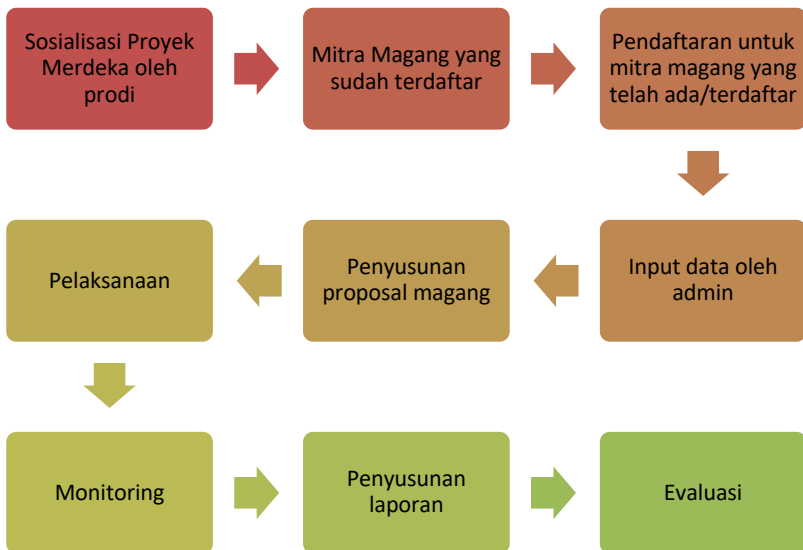 Sosialisasi Proyek
Merdeka oleh
prodi
Mitra Magang yang
sudah terdaftar
Pendaftaran untuk
mitra magang yang
telah ada/terdaftar
Input data oleh
admin
Penyusunan
proposal magang
Pelaksanaan
Monitoring
Penyusunan
laporan
Evaluasi